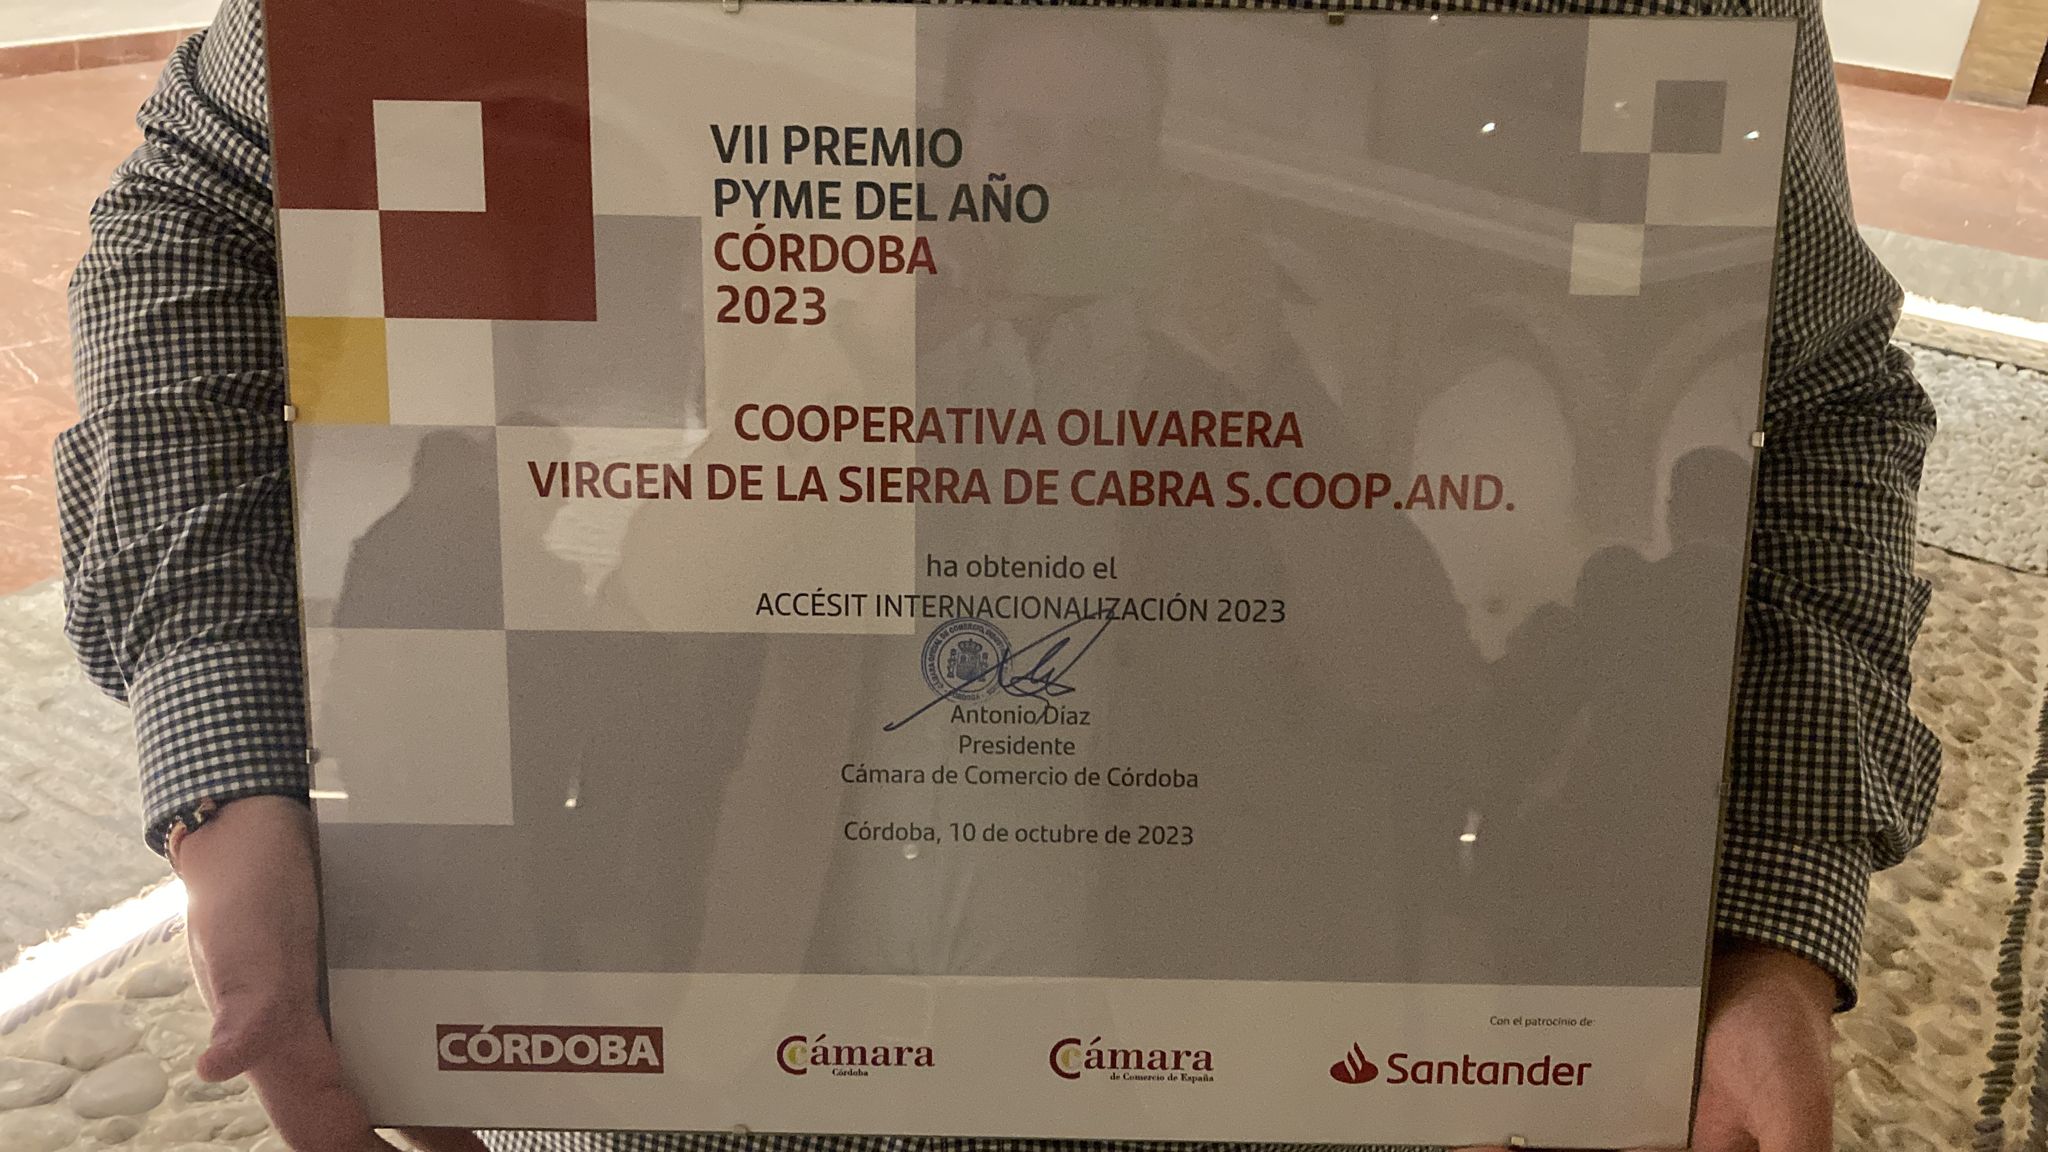 VII PREMIO
PYME DEL AÑO
CÓRDOBA
2023
COOPERATIVA OLIVARERA
VIRGEN DE LA SIERRA DE CABRA S.COOP.AND.
ha obtenido el
ACCÉSIT INTERNACIONALIZACIÓN 2023
Antonio Díaz
Presidente
Cámara de Comercio de Córdoba
Córdoba, 10 de octubre de 2023
Con el patrocinio de:
CÓRDOBA
Cámara
Córdoba
Cámara
de Comercio de España
Santander